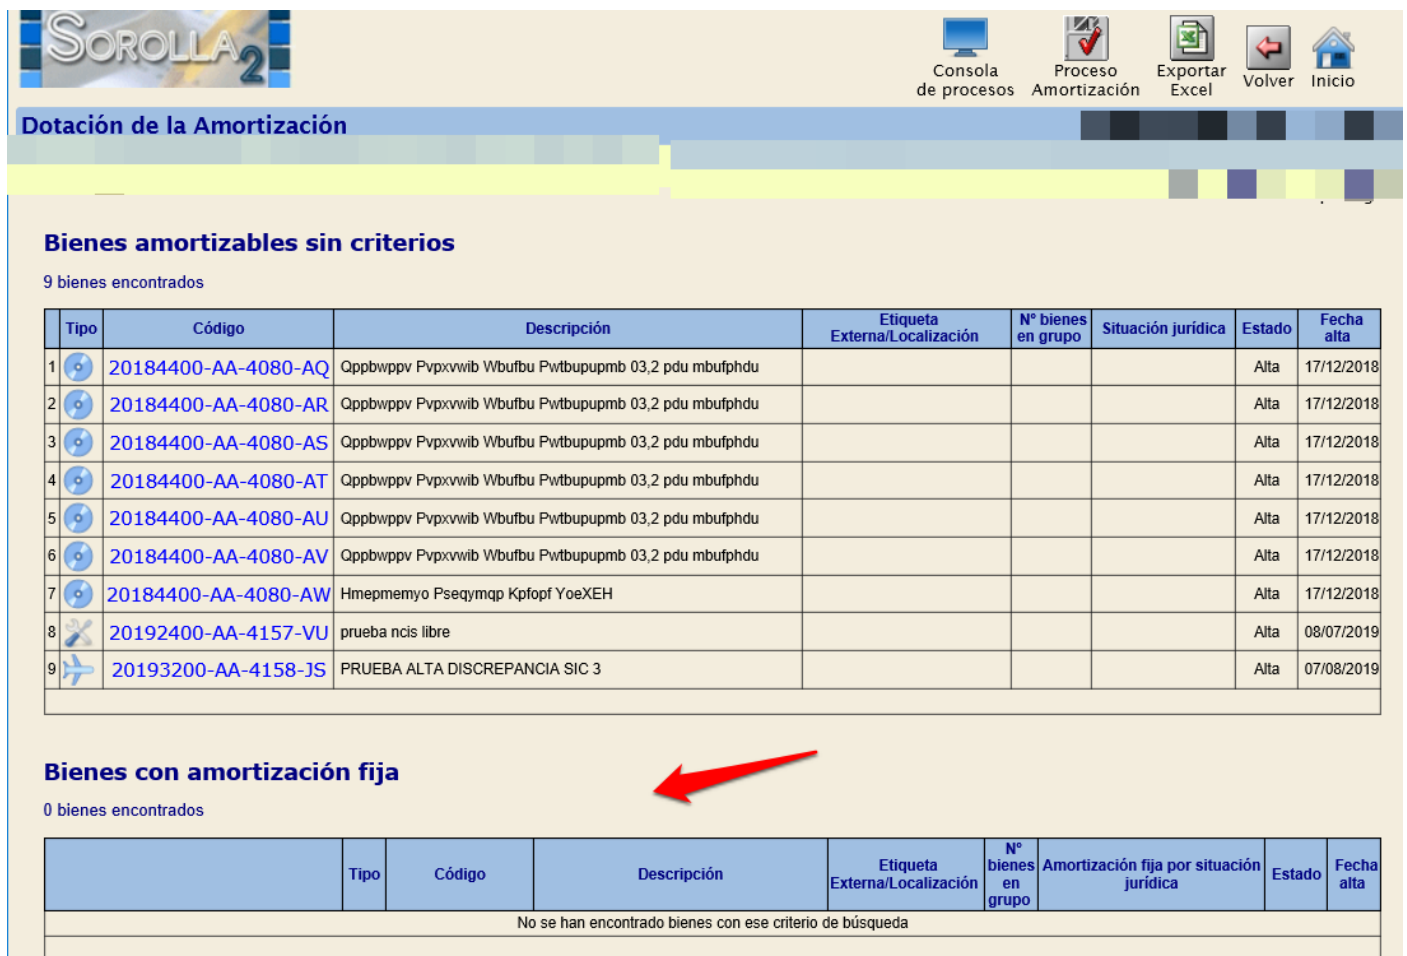 SOROLLA2
Consola de procesos
Proceso Amortización
Exportar Excel
Volver
Inicio
Dotación de la Amortización
Bienes amortizables sin criterios
9 bienes encontrados
Tipo Código Descripción Etiqueta Externa/Localización Nº bienes en grupo Situación jurídica Estado Fecha alta
1 20184400-AA-4080-AQ Qppbwppv Pvpxvwib Wbufbu Pwtbupupmb 03,2 pdu mbufphdu Alta 17/12/2018
2 20184400-AA-4080-AR Qppbwppv Pvpxvwib Wbufbu Pwtbupupmb 03,2 pdu mbufphdu Alta 17/12/2018
3 20184400-AA-4080-AS Qppbwppv Pvpxvwib Wbufbu Pwtbupupmb 03,2 pdu mbufphdu Alta 17/12/2018
4 20184400-AA-4080-AT Qppbwppv Pvpxvwib Wbufbu Pwtbupupmb 03,2 pdu mbufphdu Alta 17/12/2018
5 20184400-AA-4080-AU Qppbwppv Pvpxvwib Wbufbu Pwtbupupmb 03,2 pdu mbufphdu Alta 17/12/2018
6 20184400-AA-4080-AV Qppbwppv Pvpxvwib Wbufbu Pwtbupupmb 03,2 pdu mbufphdu Alta 17/12/2018
7 20184400-AA-4080-AW Hmepmemyo Pseqymqp Kpfopf YoeXEH Alta 17/12/2018
8 20192400-AA-4157-VU prueba ncis libre Alta 08/07/2019
9 20193200-AA-4158-JS PRUEBA ALTA DISCREPANCIA SIC 3 Alta 07/08/2019
Bienes con amortización fija
0 bienes encontrados
Tipo Código Descripción Etiqueta Externa/Localización Nº bienes en grupo Amortización fija por situación jurídica Estado Fecha alta
No se han encontrado bienes con ese criterio de búsqueda